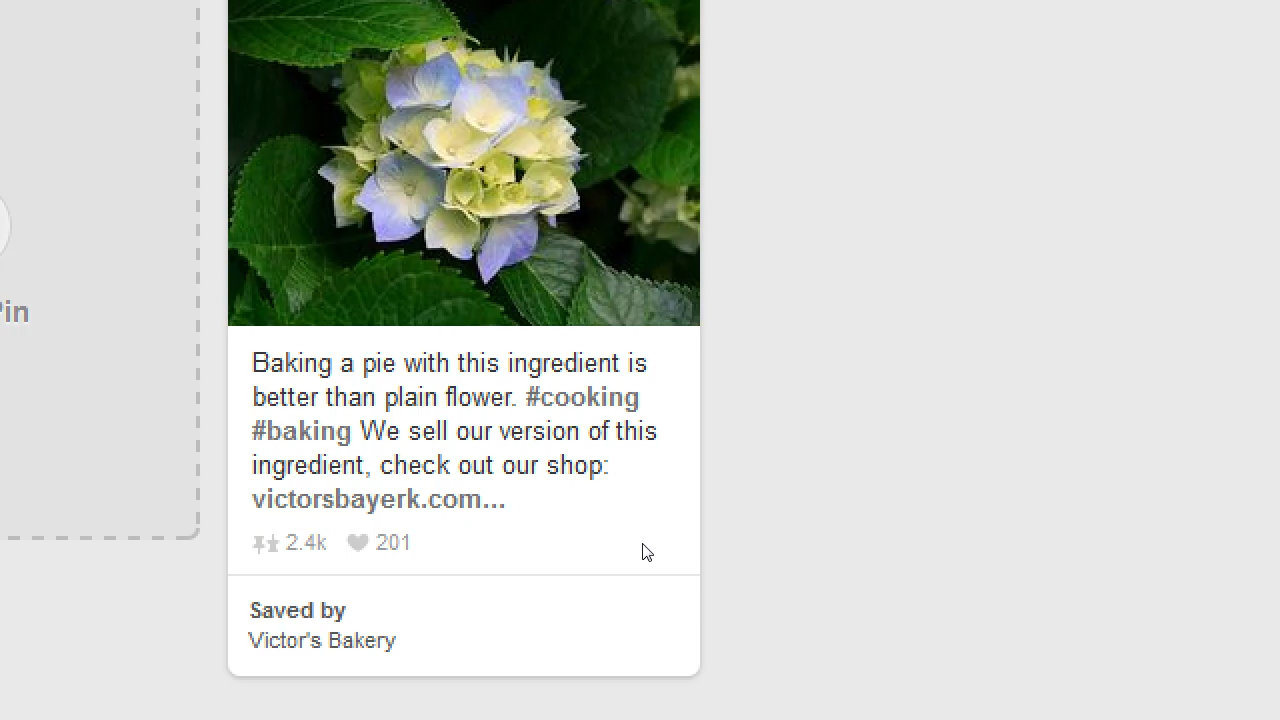 Pin
Baking a pie with this ingredient is
better than plain flower. #cooking
#baking We sell our version of this
ingredient, check out our shop:
victorsbayerk.com...
2.4k 201
Saved by
Victor's Bakery